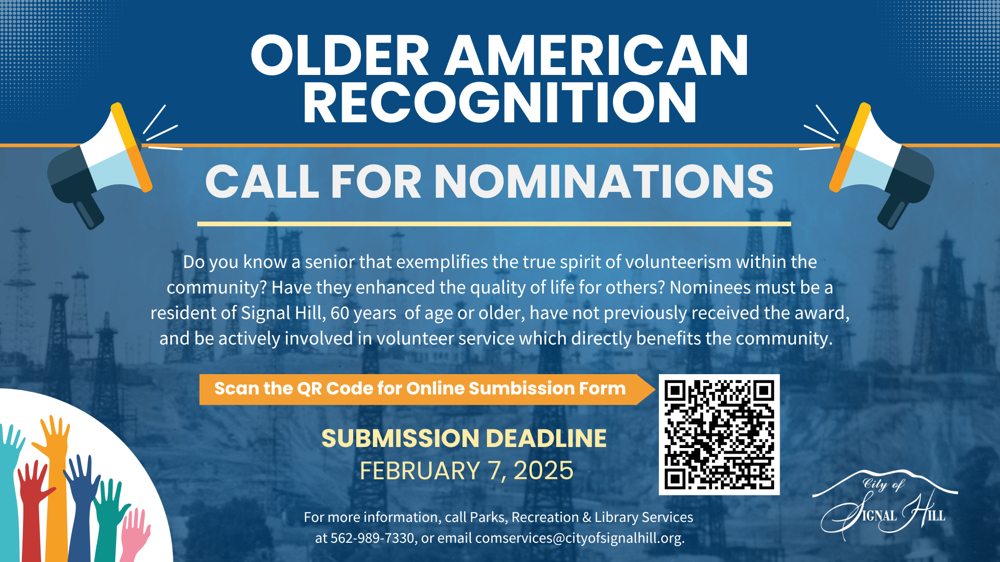 OLDER AMERICAN
RECOGNITION
CALL FOR NOMINATIONS
Do you know a senior that exemplifies the true spirit of volunteerism within the
community? Have they enhanced the quality of life for others? Nominees must be a
resident of Signal Hill, 60 years  of age or older, have not previously received the award,
and be actively involved in volunteer service which directly benefits the community.
Scan the QR Code for Online Sumbission Form
SUBMISSION DEADLINE
FEBRUARY 7, 2025
For more information, call Parks, Recreation & Library Services
at 562-989-7330, or email comservices@cityofsignalhill.org.
City of
SIGNAL HILL